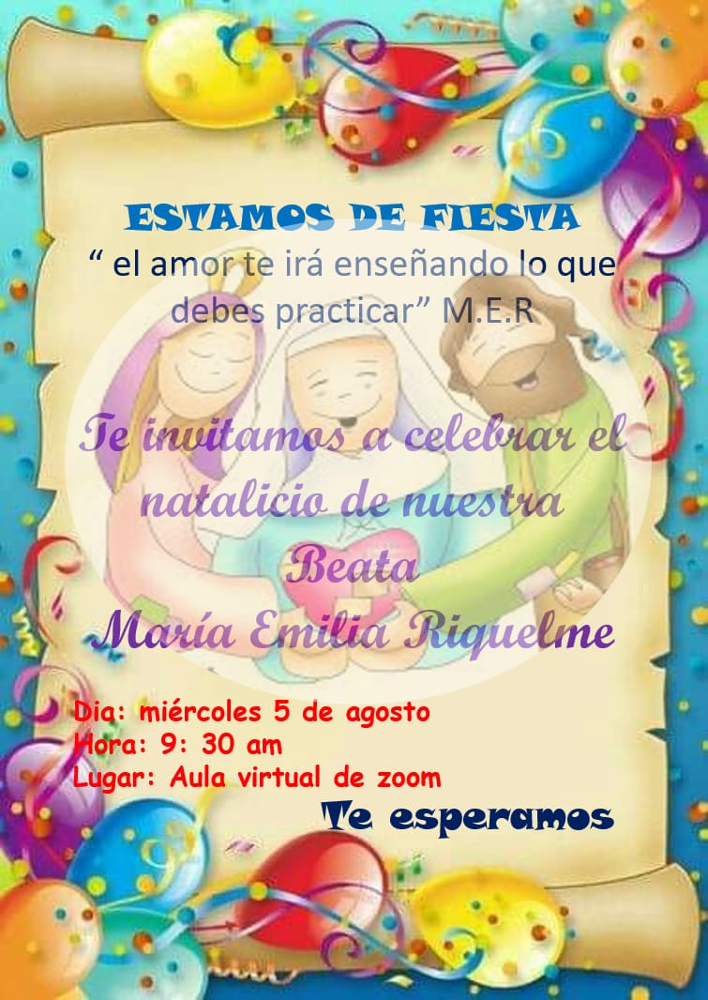 ESTAMOS DE FIESTA
“ el amor te irá enseñando lo que
debes practicar” M.E.R
Te invitamos a celebrar el
natalicio de nuestra
Beata
María Emilia Riquelme
Dia: miércoles 5 de agosto
Hora: 9: 30 am
Lugar: Aula virtual de zoom
Te esperamos